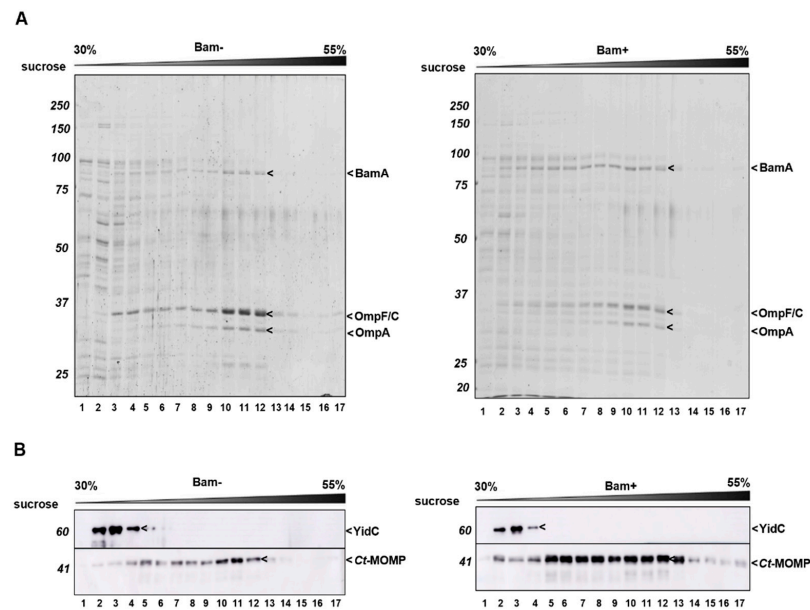 A
30% Bam- 55%
sucrose
250
150
100
75
50
37
25
< BamA
< OmpF/C
< OmpA
1 2 3 4 5 6 7 8 9 10 11 12 13 14 15 16 17
30% Bam+ 55%
sucrose
250
150
100
75
50
37
25
20
< BamA
< OmpF/C
< OmpA
1 2 3 4 5 6 7 8 9 10 11 12 13 14 15 16 17
B
30% Bam- 55%
sucrose
60 < YidC
41 < Ct-MOMP
1 2 3 4 5 6 7 8 9 10 11 12 13 14 15 16 17
30% Bam+ 55%
sucrose
60 < YidC
41 < Ct-MOMP
1 2 3 4 5 6 7 8 9 10 11 12 13 14 15 16 17